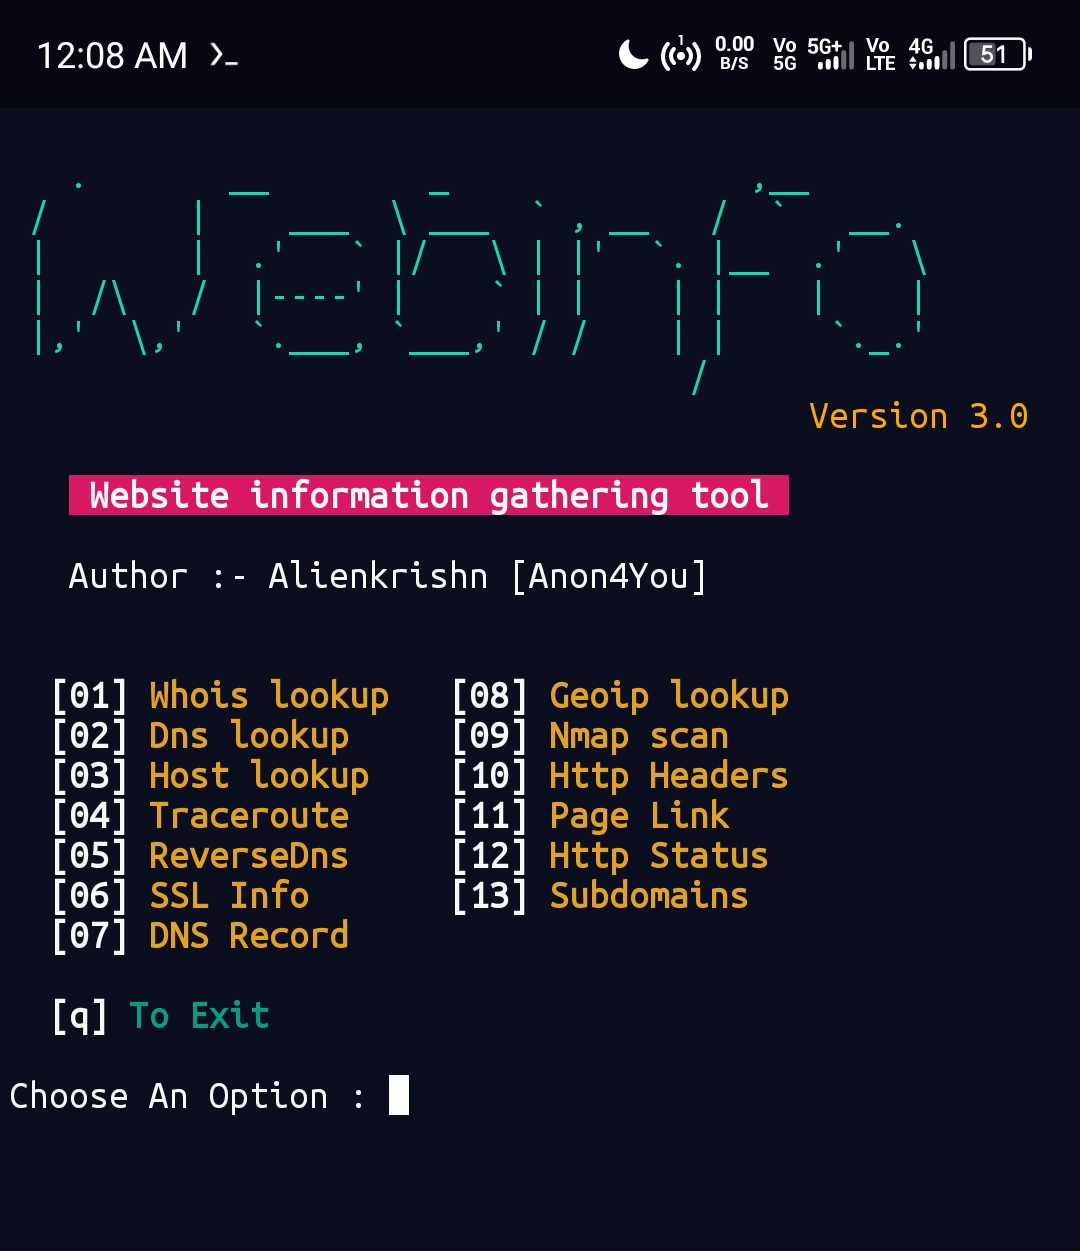 12:08 AM
1
0.00 B/S
Vo 5G
5G+
Vo LTE
4G
51
Webinfo
Version 3.0
Website information gathering tool
Author :- Alienkrishn [Anon4You]
[01] Whois lookup [08] Geoip lookup
[02] Dns lookup [09] Nmap scan
[03] Host lookup [10] Http Headers
[04] Traceroute [11] Page Link
[05] ReverseDns [12] Http Status
[06] SSL Info [13] Subdomains
[07] DNS Record
[q] To Exit
Choose An Option :